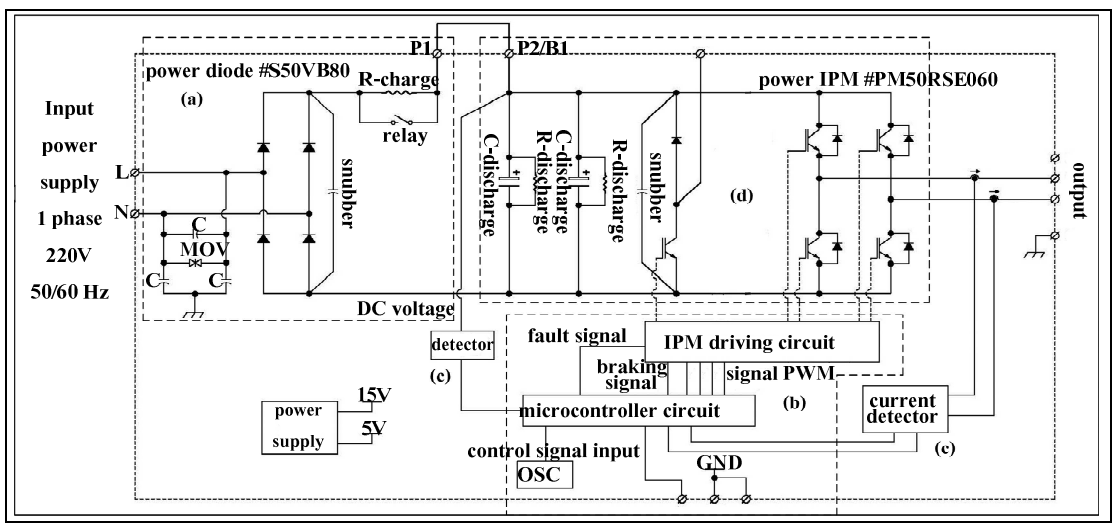 P1
P2/B1
power diode #S50VB80
power IPM #PM50RSE060
(a)
R-charge
relay
Input
power
supply
1 phase
220V
50/60 Hz
L
N
C
MOV
C
C
snubber
C-discharge
R-discharge
C-discharge
R-discharge
snubber
(d)
output
DC voltage
detector
(c)
fault signal
IPM driving circuit
braking
signal
signal PWM
(b)
microcontroller circuit
current
detector
(c)
power
supply
15V
5V
control signal input
OSC
GND